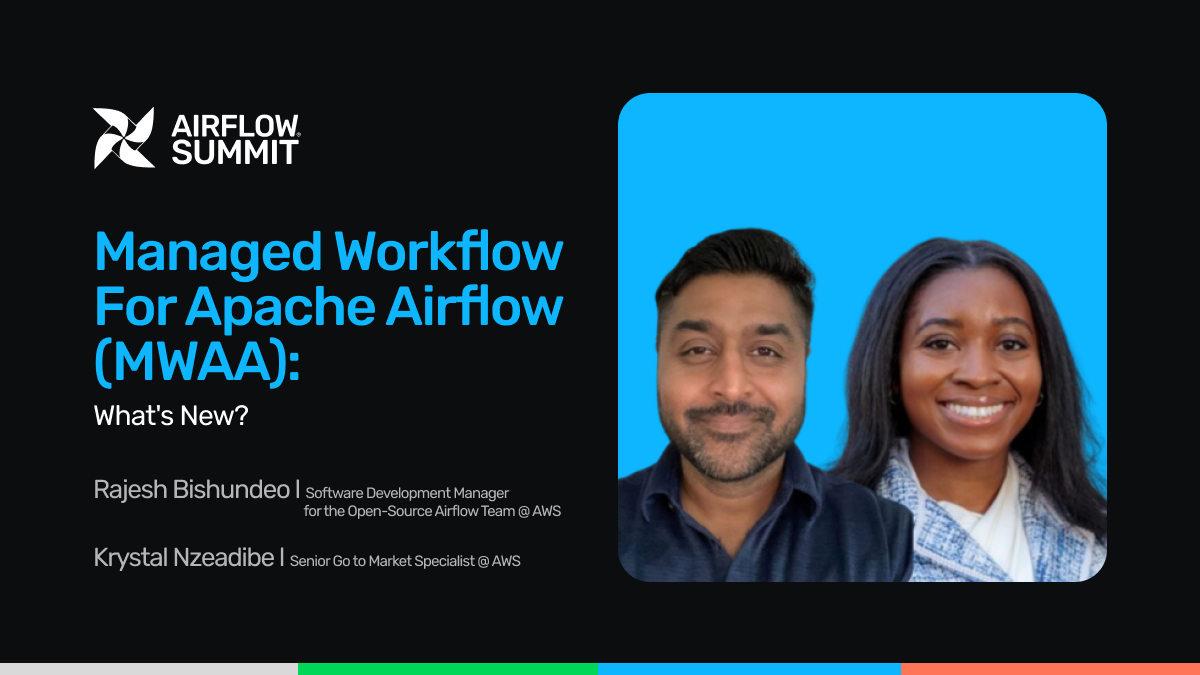 AIRFLOW
SUMMIT®
Managed Workflow
For Apache Airflow
(MWAA):
What's New?
Rajesh Bishundeo | Software Development Manager
for the Open-Source Airflow Team @ AWS
Krystal Nzeadibe | Senior Go to Market Specialist @ AWS